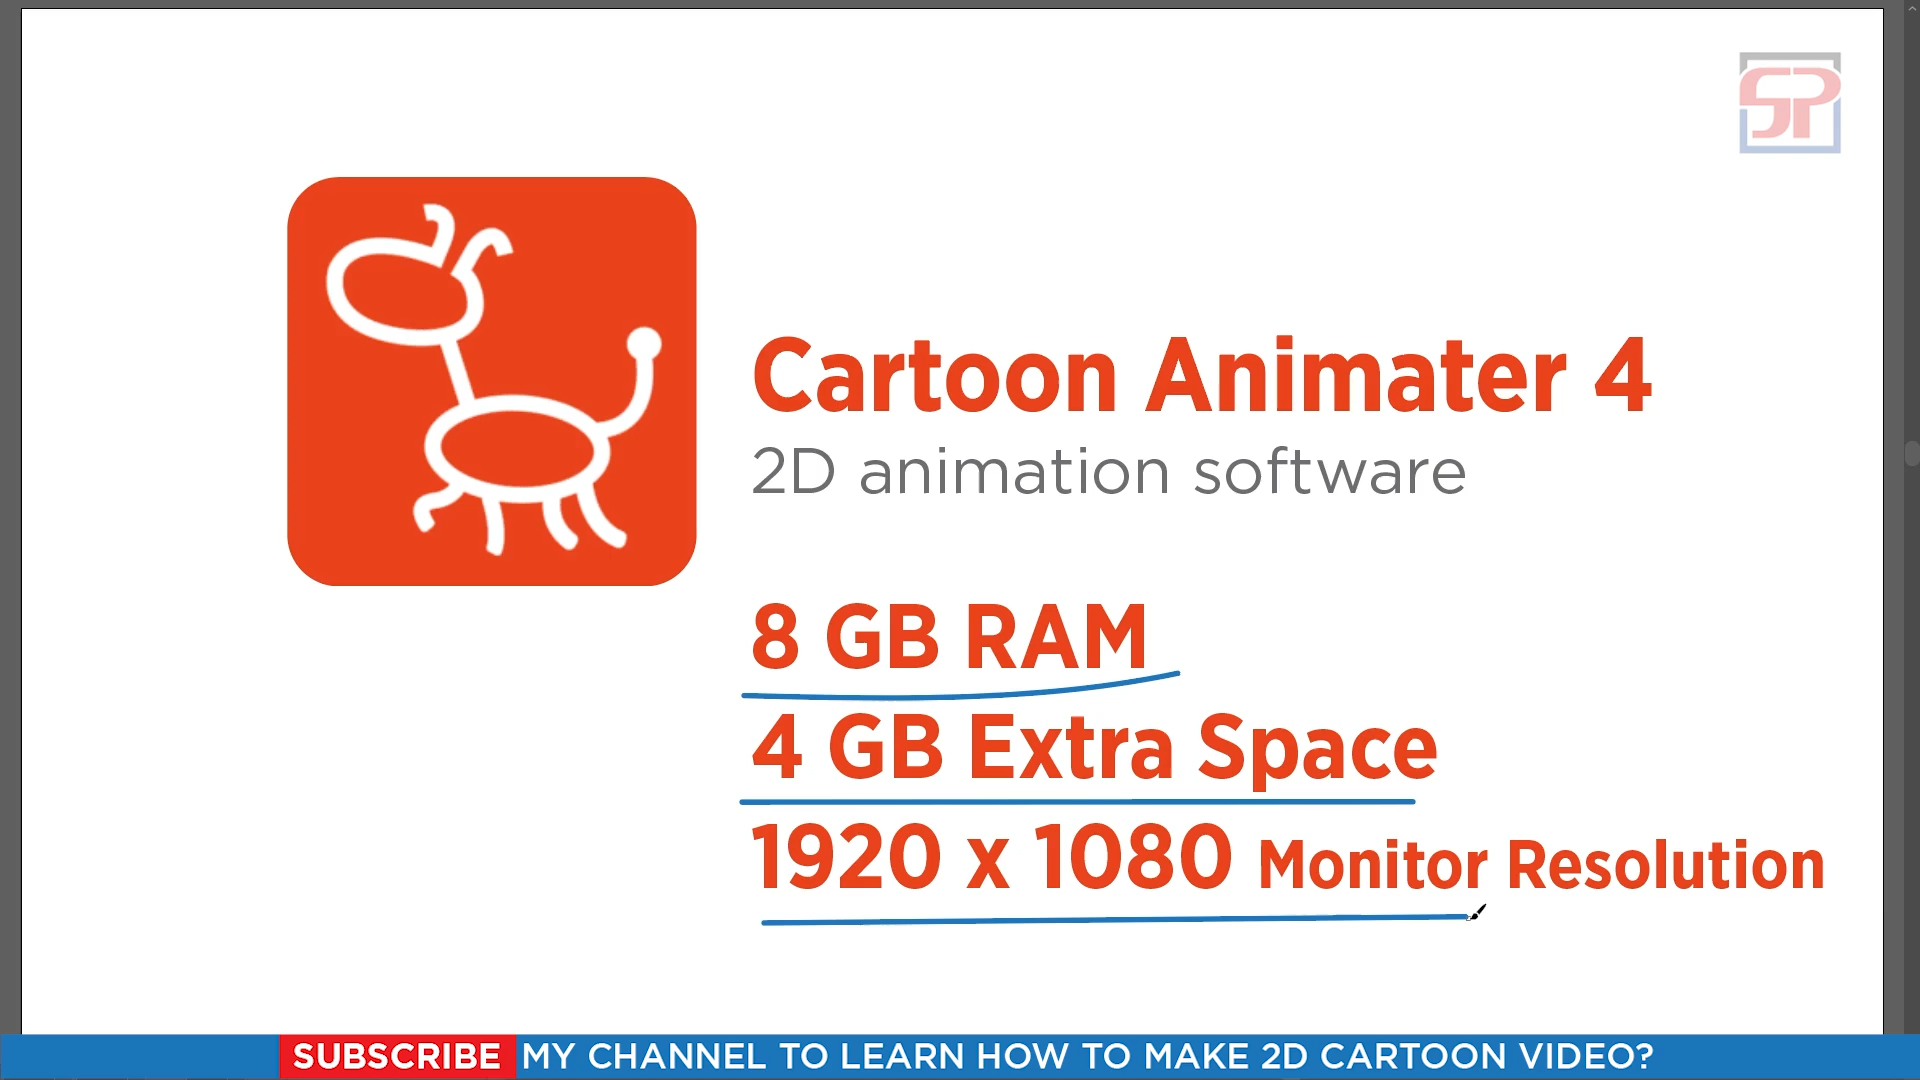 SP
Cartoon Animater 4
2D animation software
8 GB RAM
4 GB Extra Space
1920 x 1080 Monitor Resolution
SUBSCRIBE MY CHANNEL TO LEARN HOW TO MAKE 2D CARTOON VIDEO?